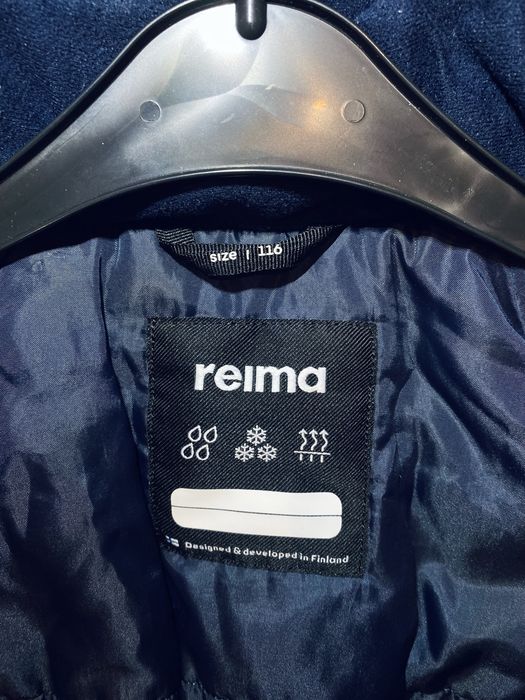 size | 116
reima
Designed & developed in Finland